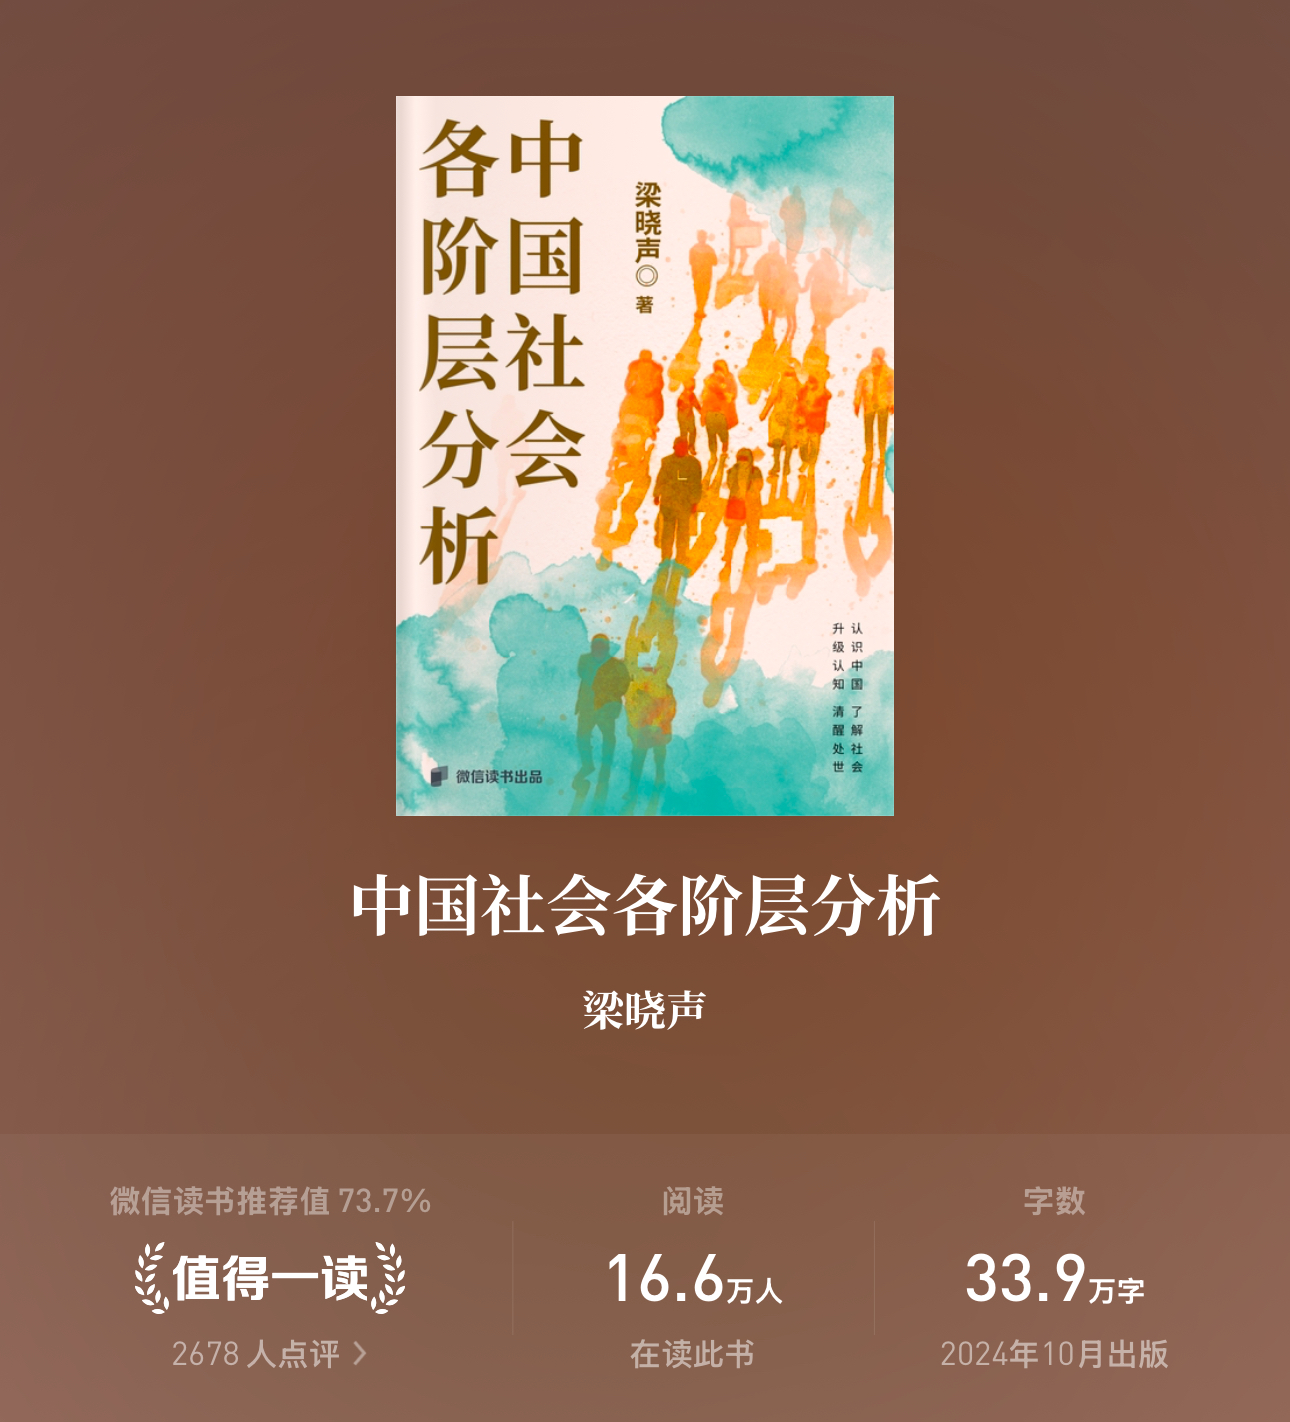 中国社会
各阶层分析
梁晓声◎著
认识中国 了解社会
升级认知 清醒处世
微信读书出品
中国社会各阶层分析
梁晓声
微信读书推荐值 73.7%
值得一读
2678 人点评 >
阅读
16.6万人
在读此书
字数
33.9万字
2024年10月出版